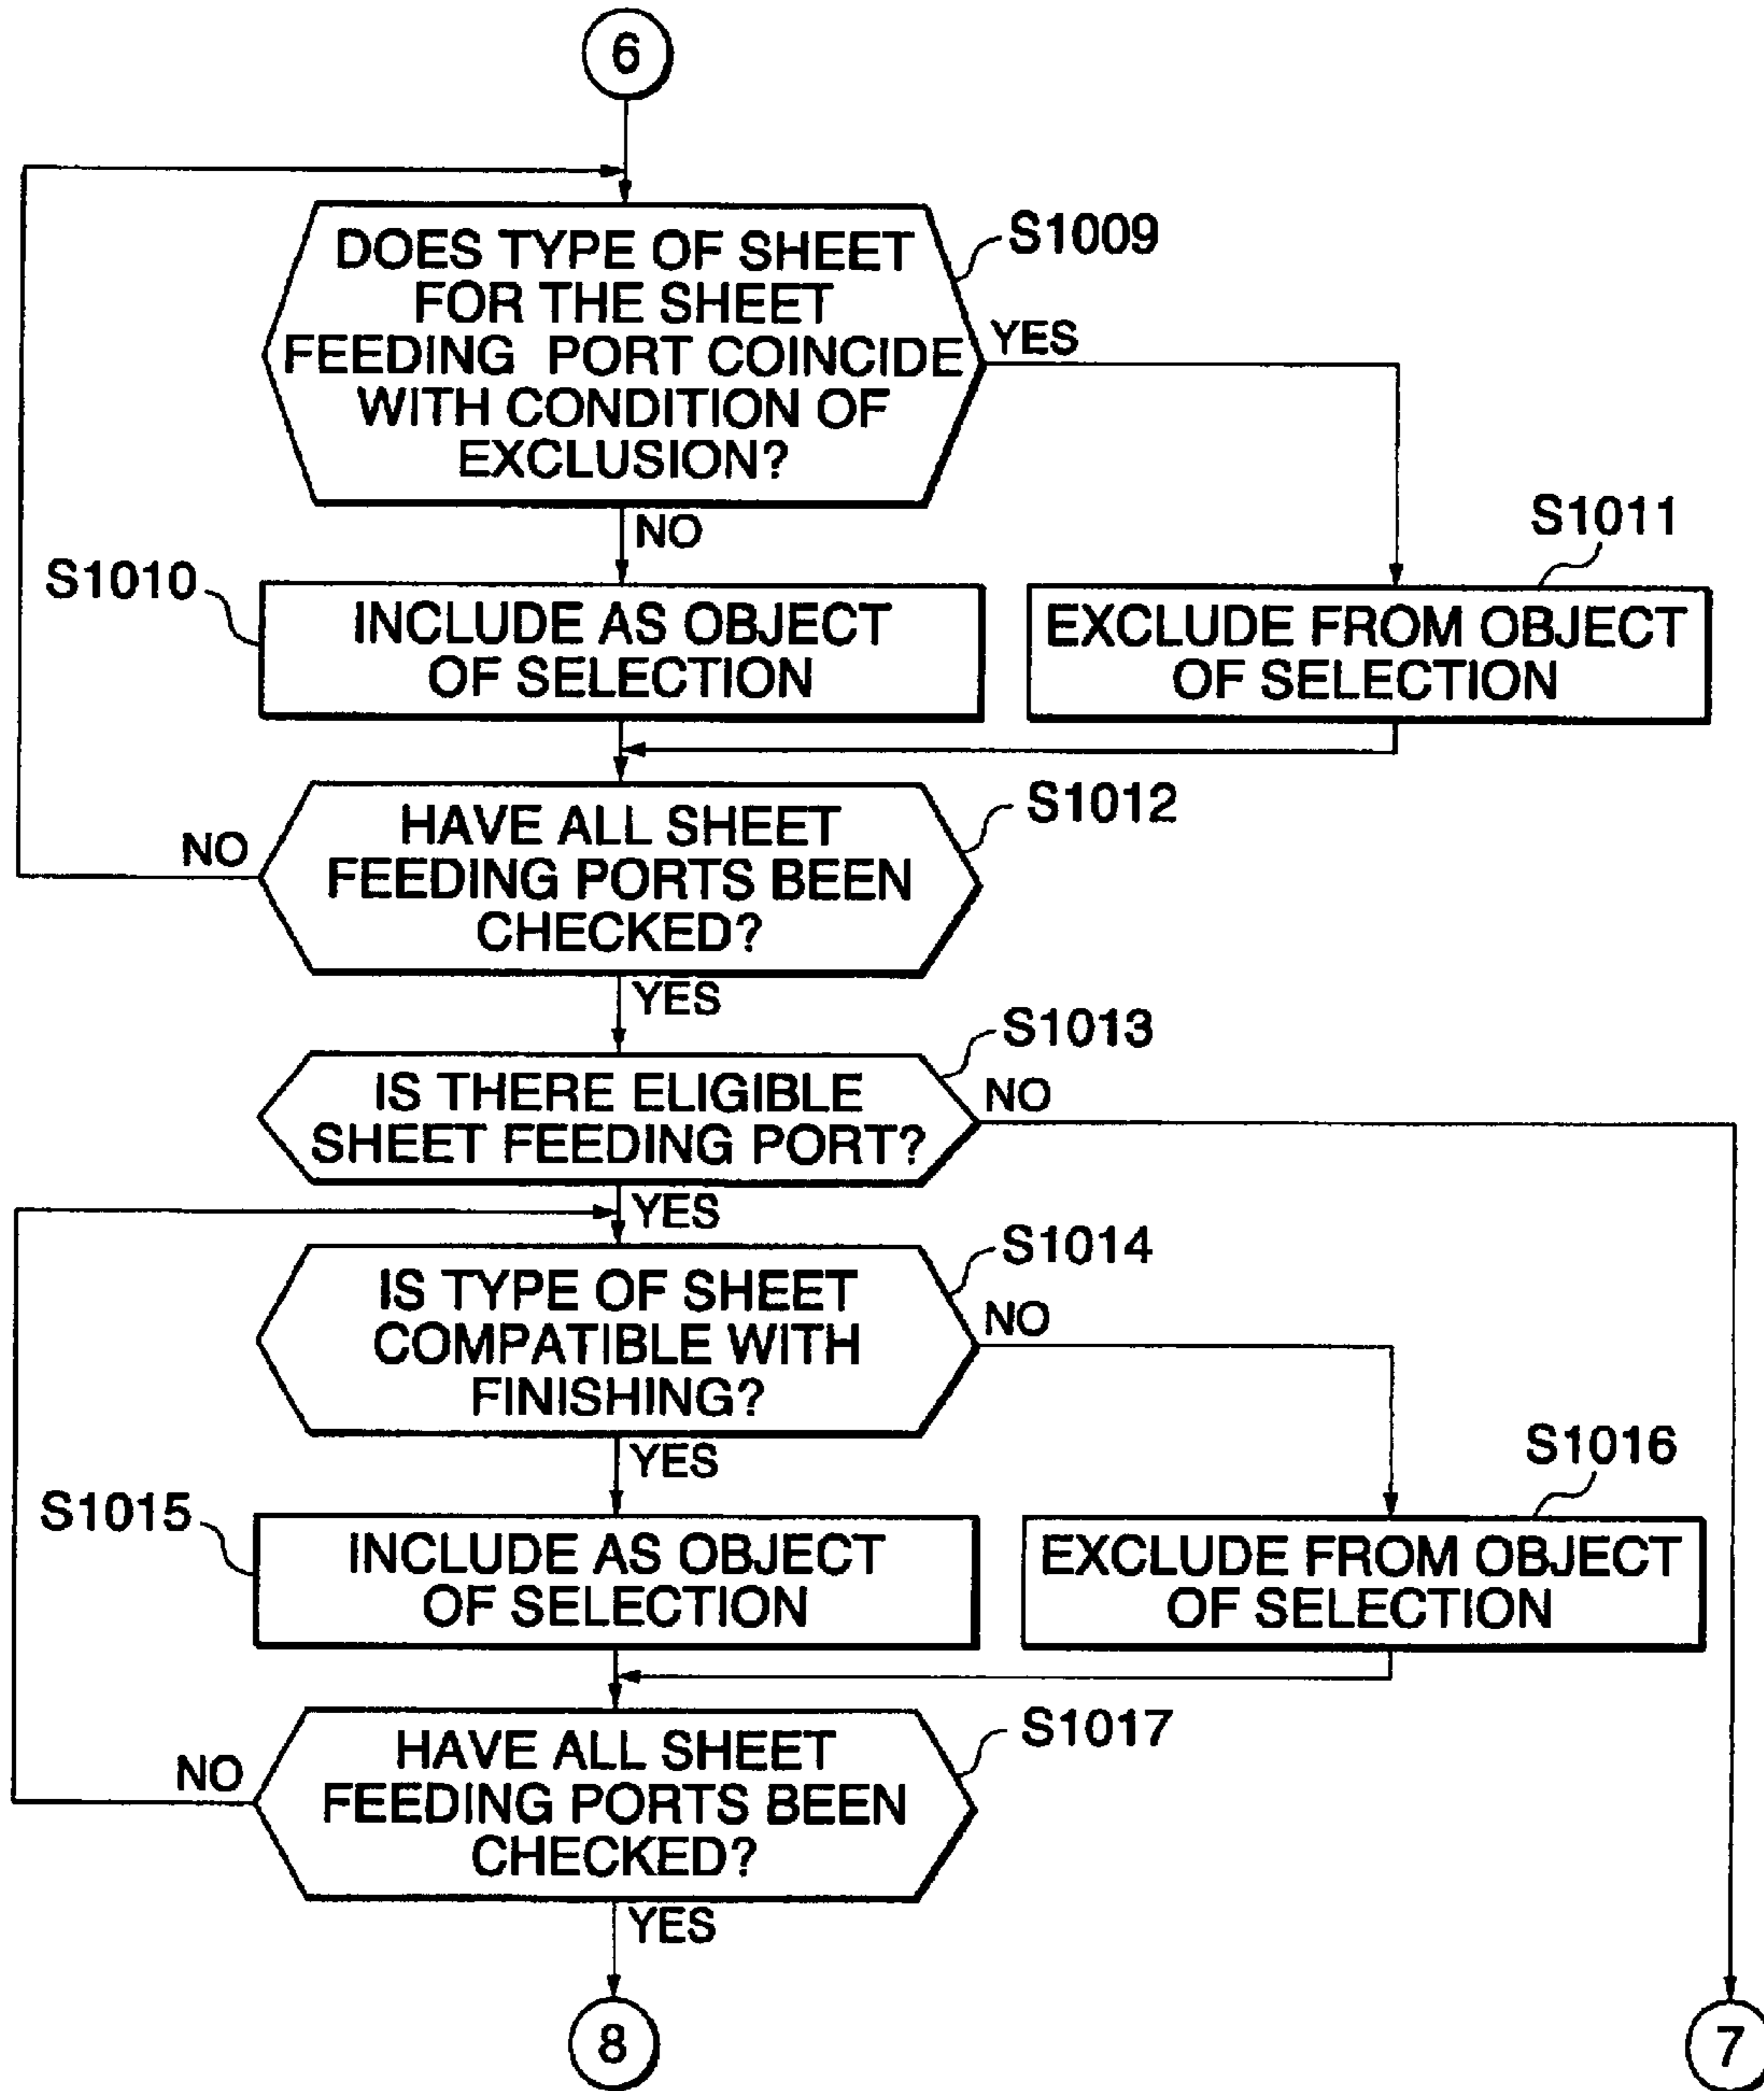 6
DOES TYPE OF SHEET
FOR THE SHEET
FEEDING PORT COINCIDE
WITH CONDITION OF
EXCLUSION?
S1009
YES
NO
S1010
INCLUDE AS OBJECT
OF SELECTION
S1011
EXCLUDE FROM OBJECT
OF SELECTION
HAVE ALL SHEET
FEEDING PORTS BEEN
CHECKED?
S1012
NO
YES
IS THERE ELIGIBLE
SHEET FEEDING PORT?
S1013
NO
YES
IS TYPE OF SHEET
COMPATIBLE WITH
FINISHING?
S1014
NO
YES
S1015
INCLUDE AS OBJECT
OF SELECTION
S1016
EXCLUDE FROM OBJECT
OF SELECTION
HAVE ALL SHEET
FEEDING PORTS BEEN
CHECKED?
S1017
NO
YES
8
7